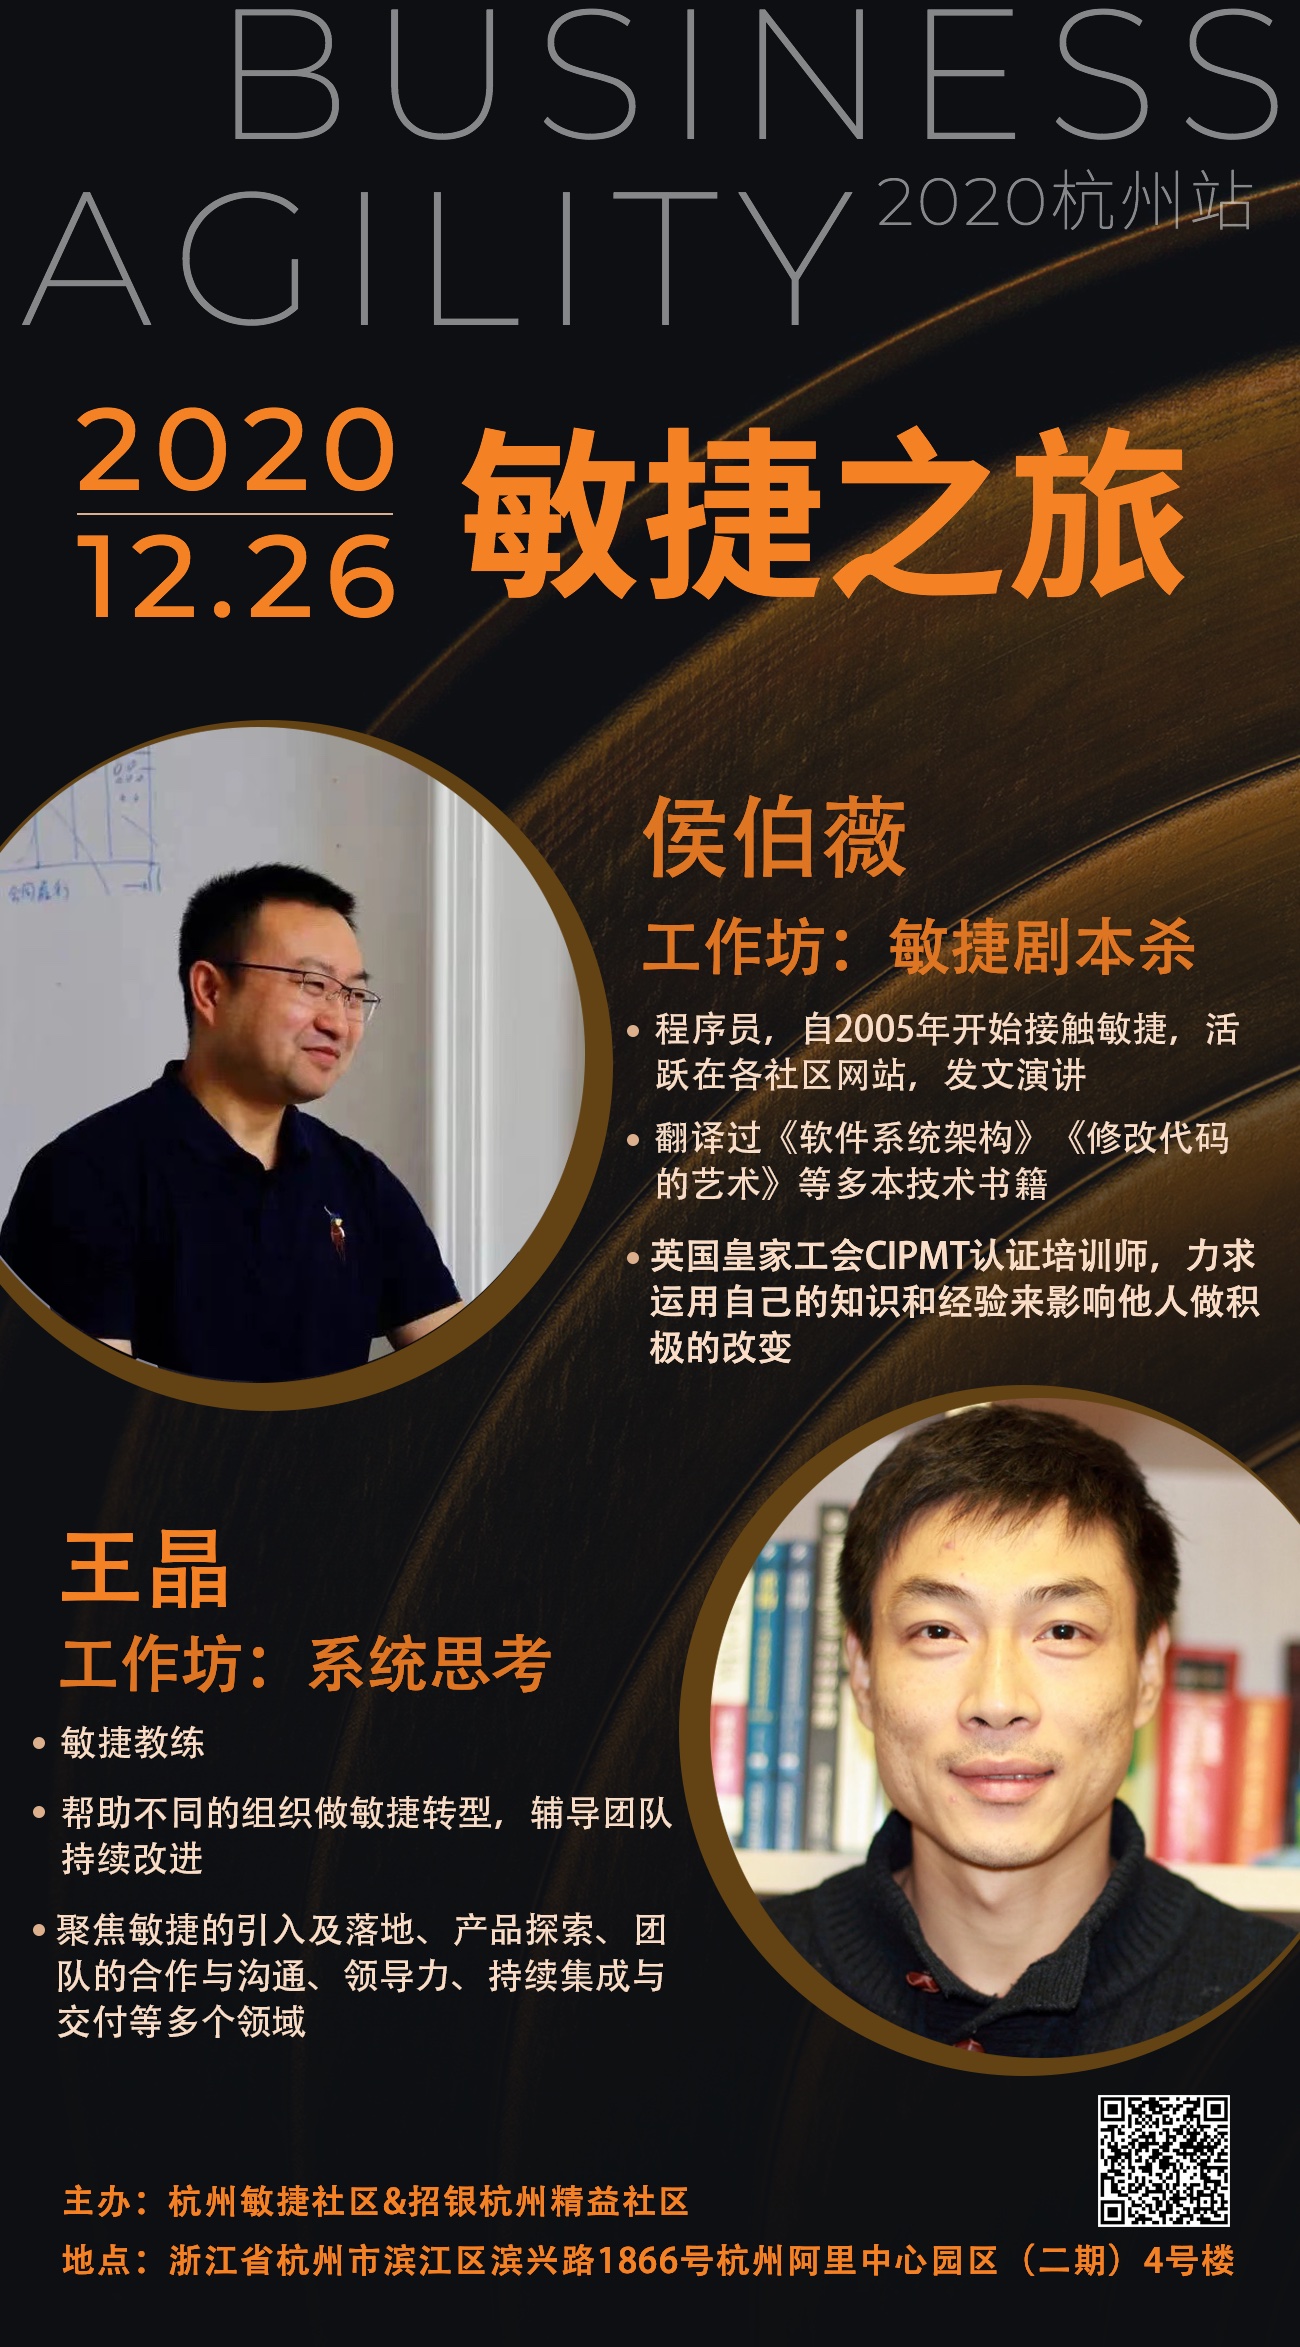 BUSINESS
AGILITY 2020杭州站
2020
12.26
敏捷之旅
侯伯薇
工作坊：敏捷剧本杀
• 程序员，自2005年开始接触敏捷，活
跃在各社区网站，发文演讲
• 翻译过《软件系统架构》《修改代码
的艺术》等多本技术书籍
• 英国皇家工会CIPMT认证培训师，力求
运用自己的知识和经验来影响他人做积
极的改变
王晶
工作坊：系统思考
• 敏捷教练
• 帮助不同的组织做敏捷转型，辅导团队
持续改进
• 聚焦敏捷的引入及落地、产品探索、团
队的合作与沟通、领导力、持续集成与
交付等多个领域
主办：杭州敏捷社区&招银杭州精益社区
地点：浙江省杭州市滨江区滨兴路1866号杭州阿里中心园区（二期）4号楼